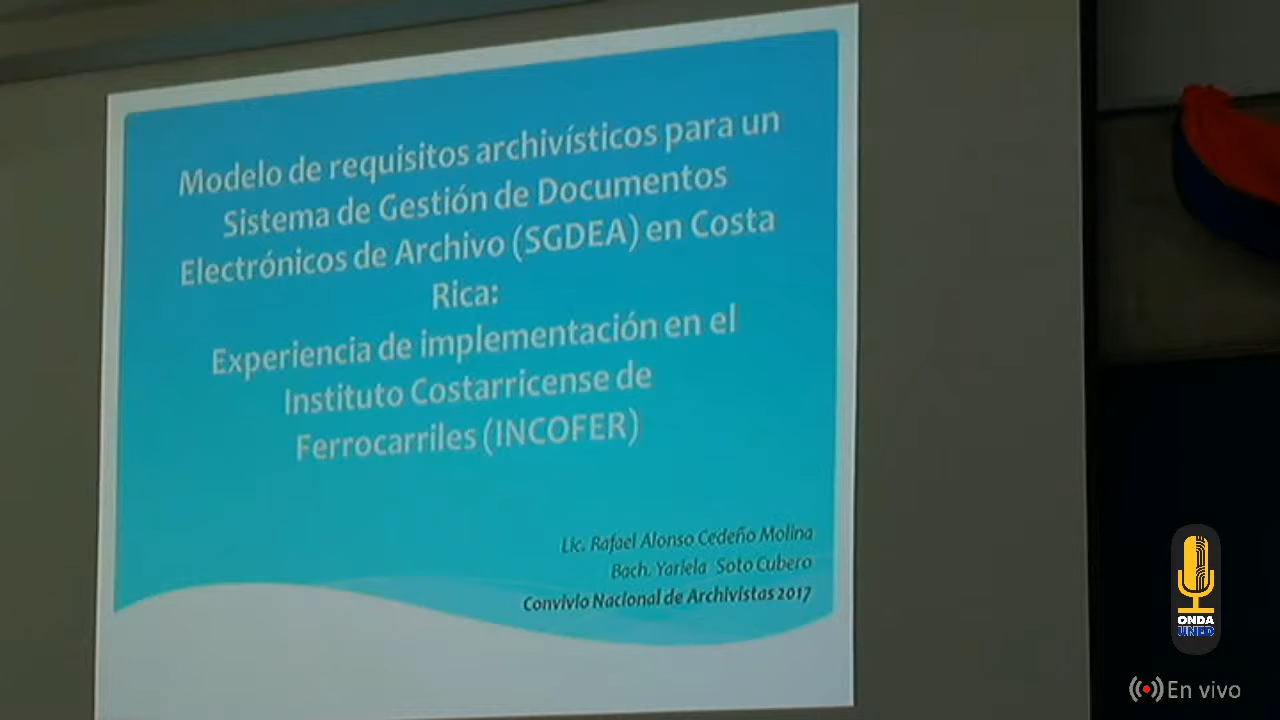 Modelo de requisitos archivísticos para un
Sistema de Gestión de Documentos
Electrónicos de Archivo (SGDEA) en Costa
Rica:
Experiencia de implementación en el
Instituto Costarricense de
Ferrocarriles (INCOFER)
Lic. Rafael Alonso Cedeño Molina
Bach. Yariela Soto Cubero
Convivio Nacional de Archivistas 2017
ONDA
UNED
En vivo